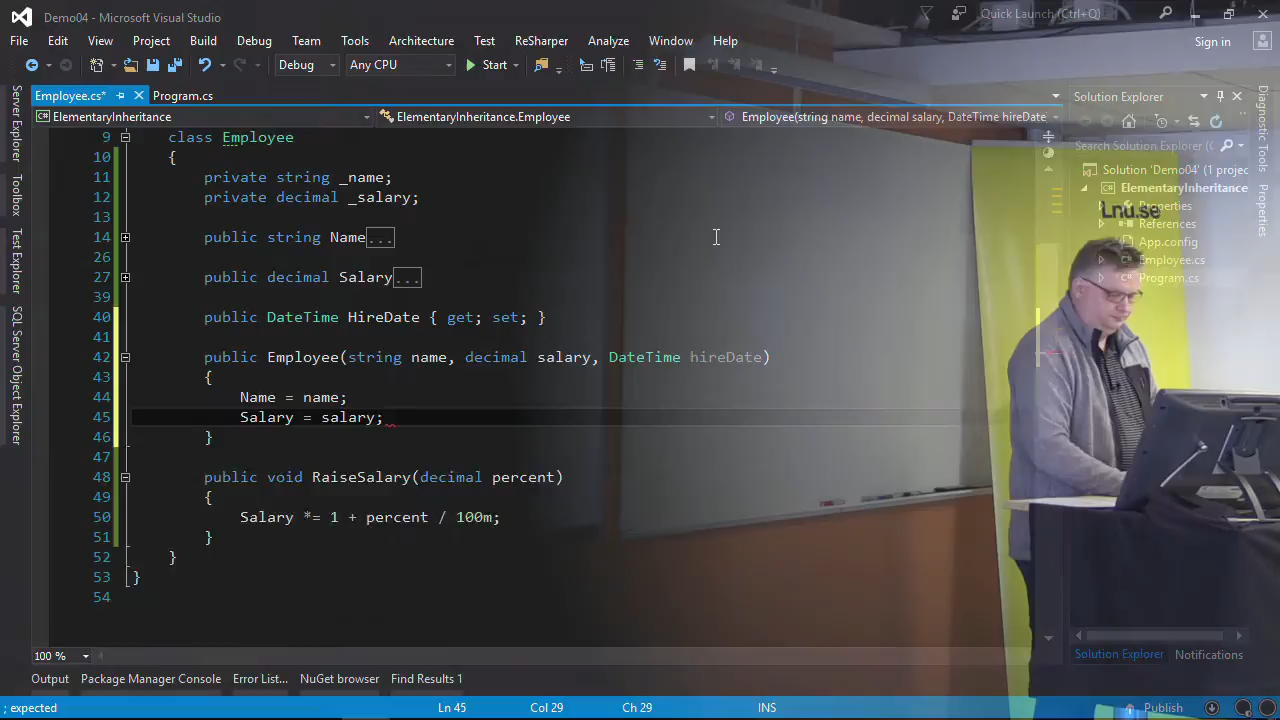 Demo04 - Microsoft Visual Studio
Quick Launch (Ctrl+Q)
File Edit View Project Build Debug Team Tools Architecture Test ReSharper Analyze Window Help
Sign in
Debug Any CPU Start
Employee.cs* Program.cs
ElementaryInheritance ElementaryInheritance.Employee Employee(string name, decimal salary, DateTime hireDate
9 class Employee
10 {
11 private string _name;
12 private decimal _salary;
13
14 public string Name...
26
27 public decimal Salary...
39
40 public DateTime HireDate { get; set; }
41
42 public Employee(string name, decimal salary, DateTime hireDate)
43 {
44 Name = name;
45 Salary = salary;
46 }
47
48 public void RaiseSalary(decimal percent)
49 {
50 Salary *= 1 + percent / 100m;
51 }
52 }
53 }
54
100 %
Server Explorer
Toolbox
Test Explorer
SQL Server Object Explorer
Solution Explorer
Search Solution Explorer
Solution 'Demo04' (1 projec
ElementaryInheritance
Properties
Lnu.se
References
App.config
Employee.cs
Program.cs
Diagnostic Tools
Properties
Solution Explorer Notifications
Output Package Manager Console Error List... NuGet browser Find Results 1
; expected Ln 45 Col 29 Ch 29 INS Publish